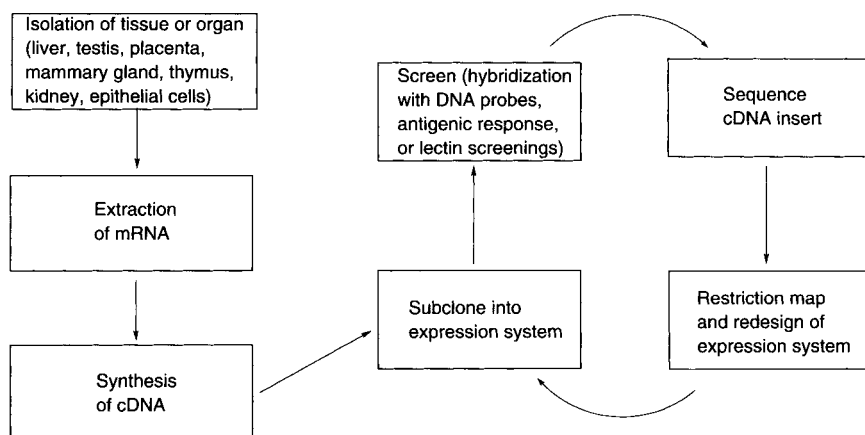 Isolation of tissue or organ
(liver, testis, placenta,
mammary gland, thymus,
kidney, epithelial cells)
Extraction
of mRNA
Synthesis
of cDNA
Subclone into
expression system
Screen (hybridization
with DNA probes,
antigenic response,
or lectin screenings)
Sequence
cDNA insert
Restriction map
and redesign of
expression system